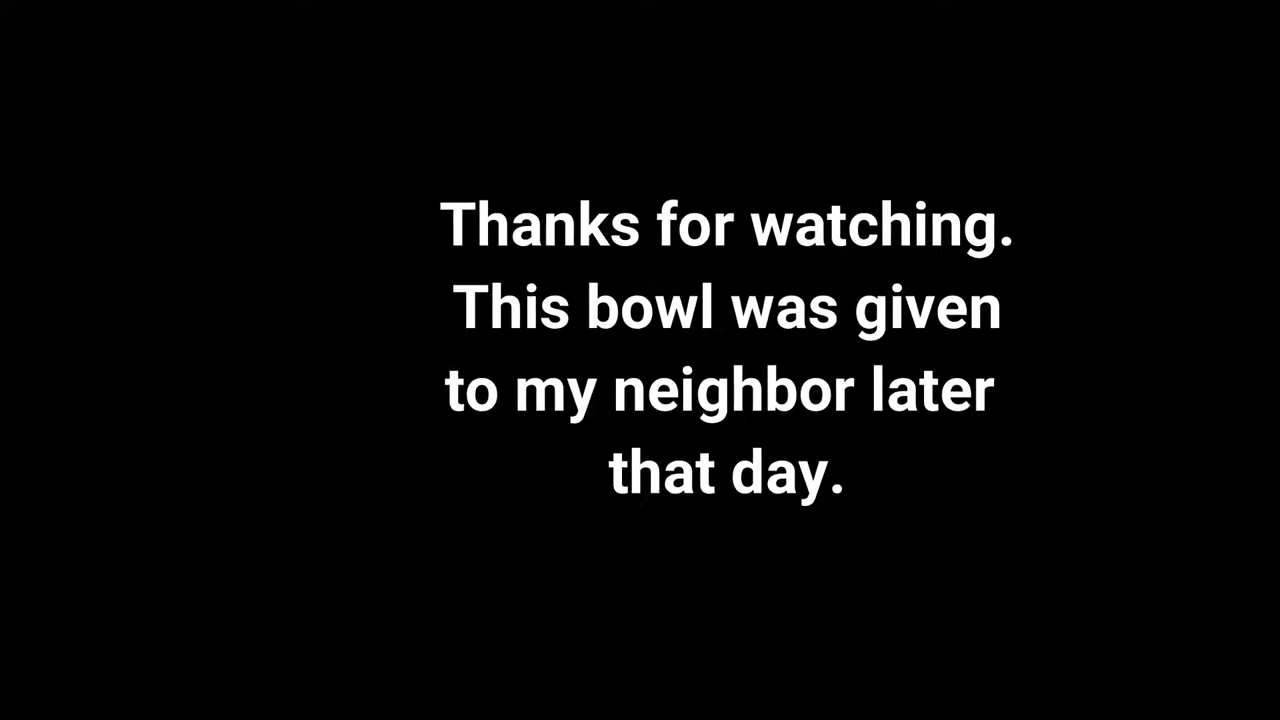 Thanks for watching.
This bowl was given
to my neighbor later
that day.